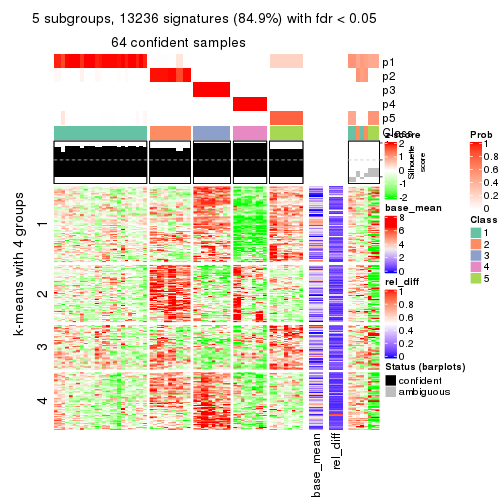 5 subgroups, 13236 signatures (84.9%) with fdr < 0.05
64 confident samples
p1
p2
p3
p4
p5
Class
k-means with 4 groups
1
2
3
4
Silhouette
score
base_mean
rel_diff
z-score
2
1
0
-1
-2
base_mean
8
6
4
2
0
rel_diff
1
0.8
0.6
0.4
0.2
0
Status (barplots)
confident
ambiguous
Prob
1
0.8
0.6
0.4
0.2
0
Class
1
2
3
4
5